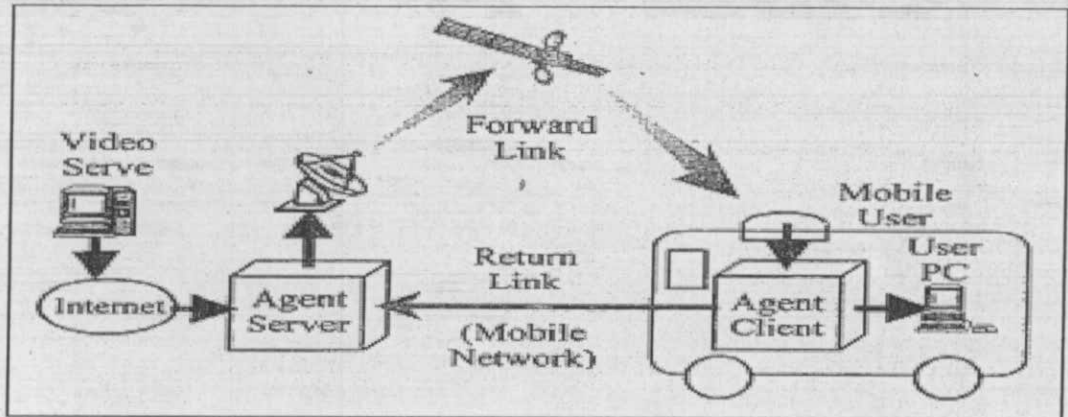 Video
Serve
Forward
Link
Mobile
User
User
PC
Return
Link
Internet
Agent
Server
Agent
Client
(Mobile
Network)